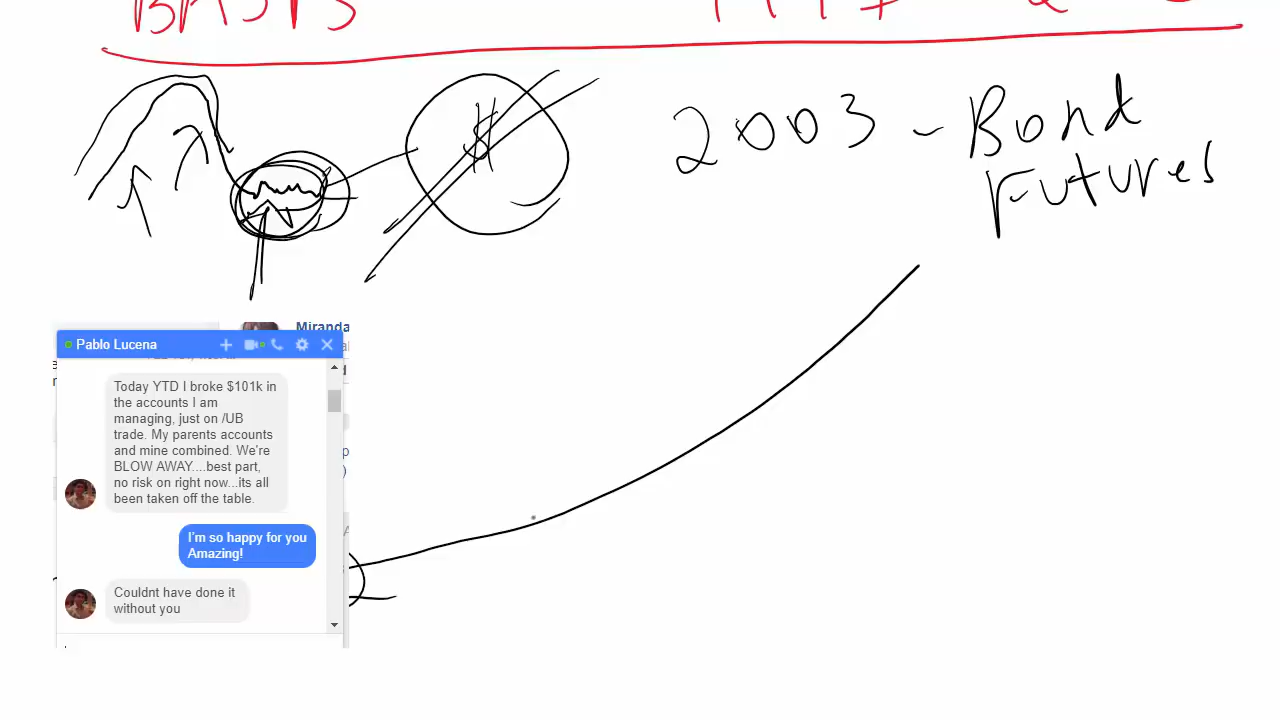 BASIS
2003 - Bond
Futures
Miranda
Pablo Lucena
Today YTD I broke $101k in
the accounts I am
managing, just on /UB
trade. My parents accounts
and mine combined. We're
BLOW AWAY....best part,
no risk on right now...its all
been taken off the table.
I'm so happy for you
Amazing!
Couldnt have done it
without you
$